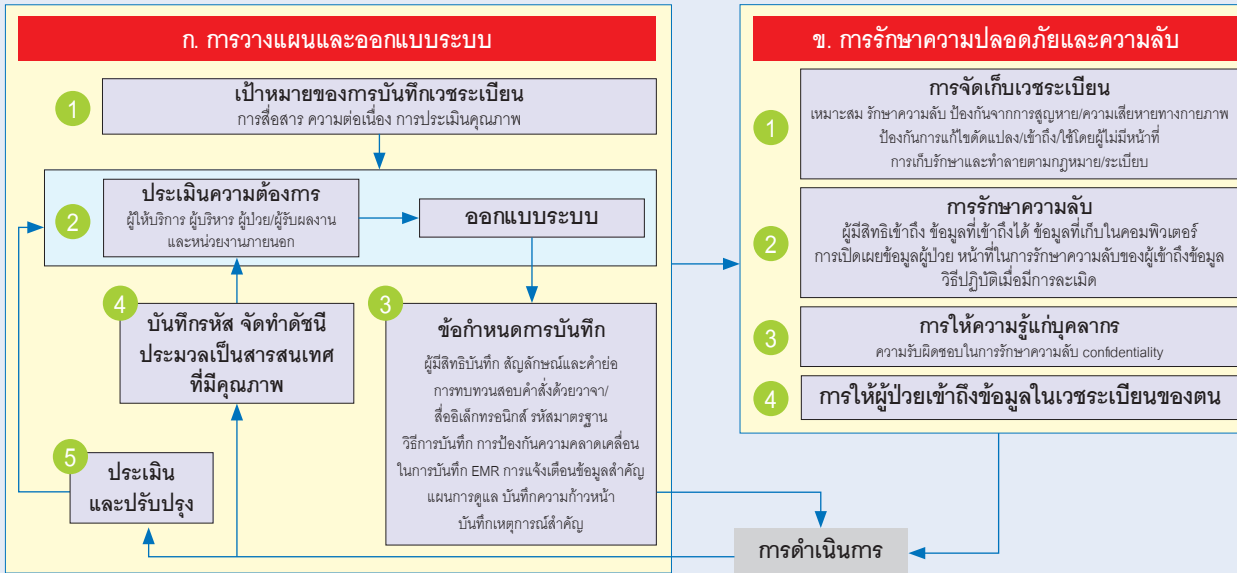 ก. การวางแผนและออกแบบระบบ
1
เป้าหมายของการบันทึกเวชระเบียน
การสื่อสาร ความต่อเนื่อง การประเมินคุณภาพ
2
ประเมินความต้องการ
ผู้ให้บริการ ผู้บริหาร ผู้ป่วย/ผู้รับผลงาน
และหน่วยงานภายนอก
ออกแบบระบบ
3
ข้อกำหนดการบันทึก
ผู้มีสิทธิบันทึก สัญลักษณ์และคำย่อ
การทบทวนสอบคำสั่งด้วยวาจา/
สื่ออิเล็กทรอนิกส์ รหัสมาตรฐาน
วิธีการบันทึก การป้องกันความคลาดเคลื่อน
ในการบันทึก EMR การแจ้งเตือนข้อมูลสำคัญ
แผนการดูแล บันทึกความก้าวหน้า
บันทึกเหตุการณ์สำคัญ
4
บันทึกรหัส จัดทำดัชนี
ประมวลเป็นสารสนเทศ
ที่มีคุณภาพ
5
ประเมิน
และปรับปรุง
ข. การรักษาความปลอดภัยและความลับ
1
การจัดเก็บเวชระเบียน
เหมาะสม รักษาความลับ ป้องกันจากการสูญหาย/ความเสียหายทางกายภาพ
ป้องกันการแก้ไขดัดแปลง/เข้าถึง/ใช้โดยผู้ไม่มีหน้าที่
การเก็บรักษาและทำลายตามกฎหมาย/ระเบียบ
2
การรักษาความลับ
ผู้มีสิทธิเข้าถึง ข้อมูลที่เข้าถึงได้ ข้อมูลที่เก็บในคอมพิวเตอร์
การเปิดเผยข้อมูลผู้ป่วย หน้าที่ในการรักษาความลับของผู้เข้าถึงข้อมูล
วิธีปฏิบัติเมื่อมีการละเมิด
3
การให้ความรู้แก่บุคลากร
ความรับผิดชอบในการรักษาความลับ confidentiality
4
การให้ผู้ป่วยเข้าถึงข้อมูลในเวชระเบียนของตน
การดำเนินการ